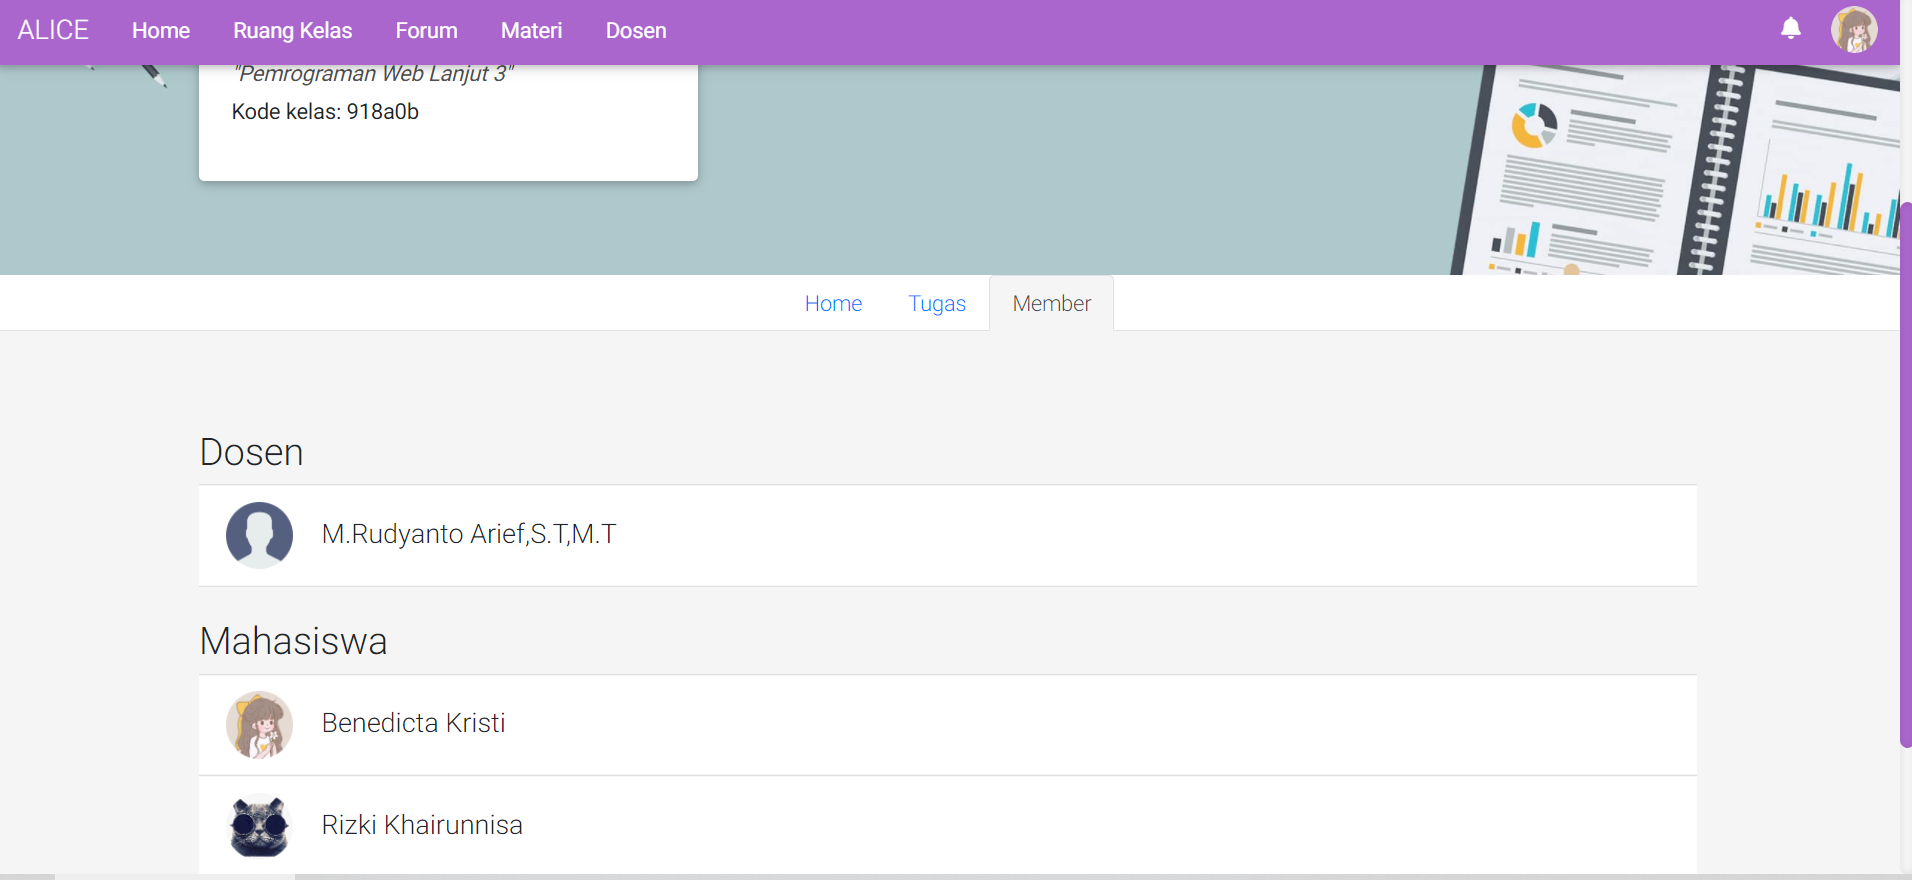 ALICE Home Ruang Kelas Forum Materi Dosen
"Pemrograman Web Lanjut 3"
Kode kelas: 918a0b
Home Tugas Member
Dosen
M.Rudyanto Arief,S.T,M.T
Mahasiswa
Benedicta Kristi
Rizki Khairunnisa